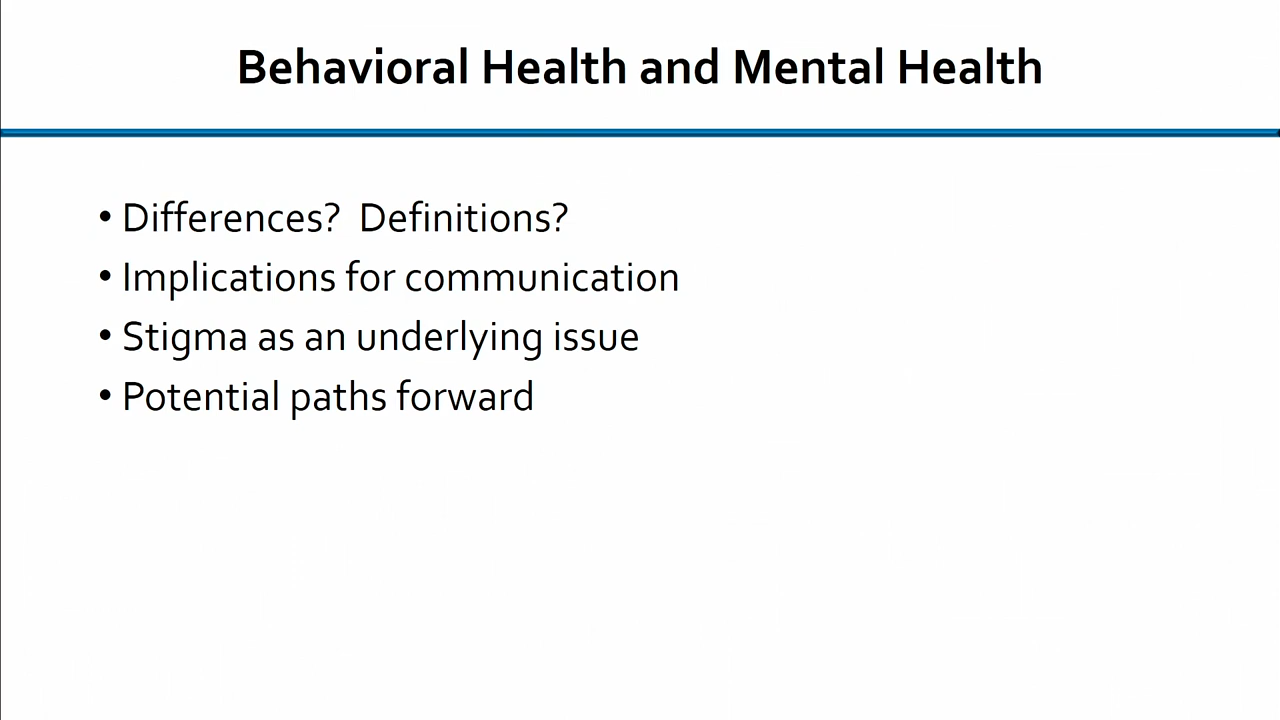 Behavioral Health and Mental Health
• Differences?  Definitions?
• Implications for communication
• Stigma as an underlying issue
• Potential paths forward